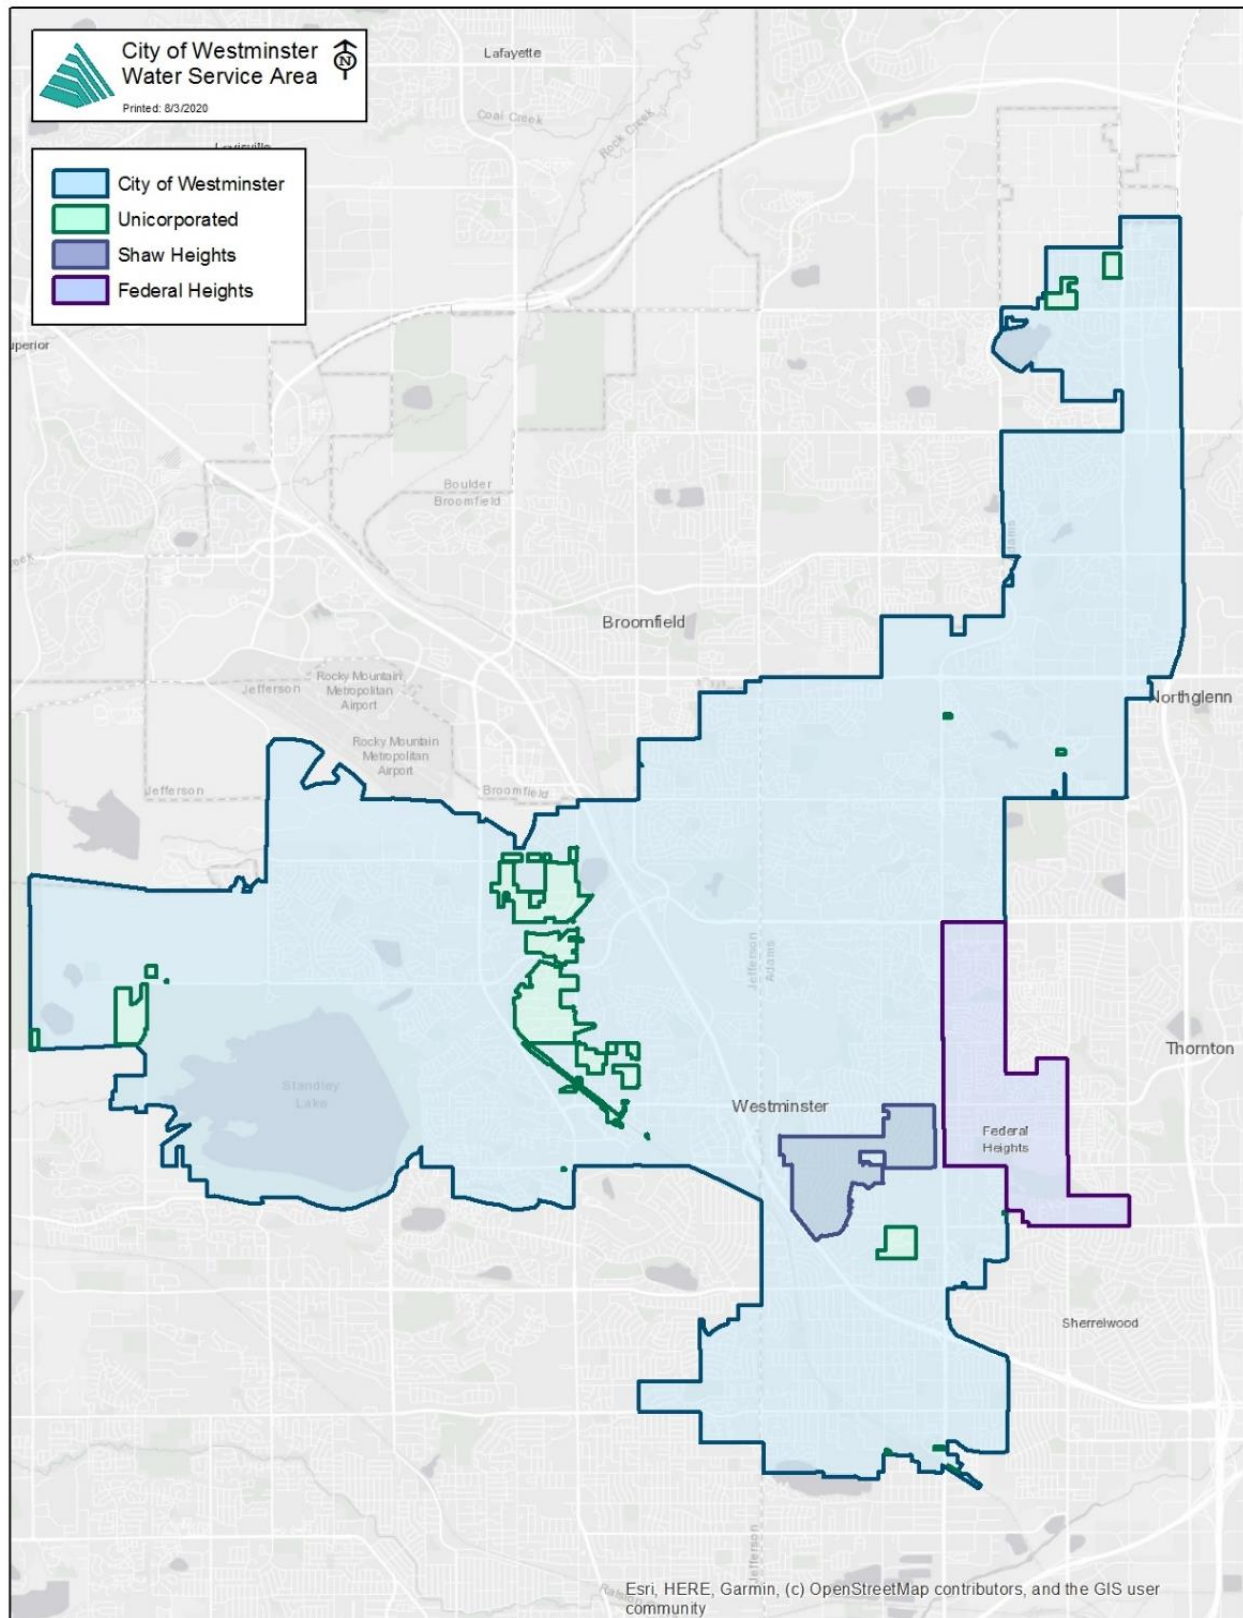 City of Westminster
Water Service Area
N
Printed: 8/3/2020
City of Westminster
Unicorporated
Shaw Heights
Federal Heights
Lafayette
Coal Creek
Rock Creek
Boulder
Broomfield
Broomfield
Jefferson
Rocky Mountain
Metropolitan
Airport
Rocky Mountain
Metropolitan
Airport
Jefferson
Broomfield
Northglenn
Jefferson
Adams
Thornton
Standley
Lake
Westminster
Federal
Heights
Sherrelwood
Jefferson
Esri, HERE, Garmin, (c) OpenStreetMap contributors, and the GIS user
community